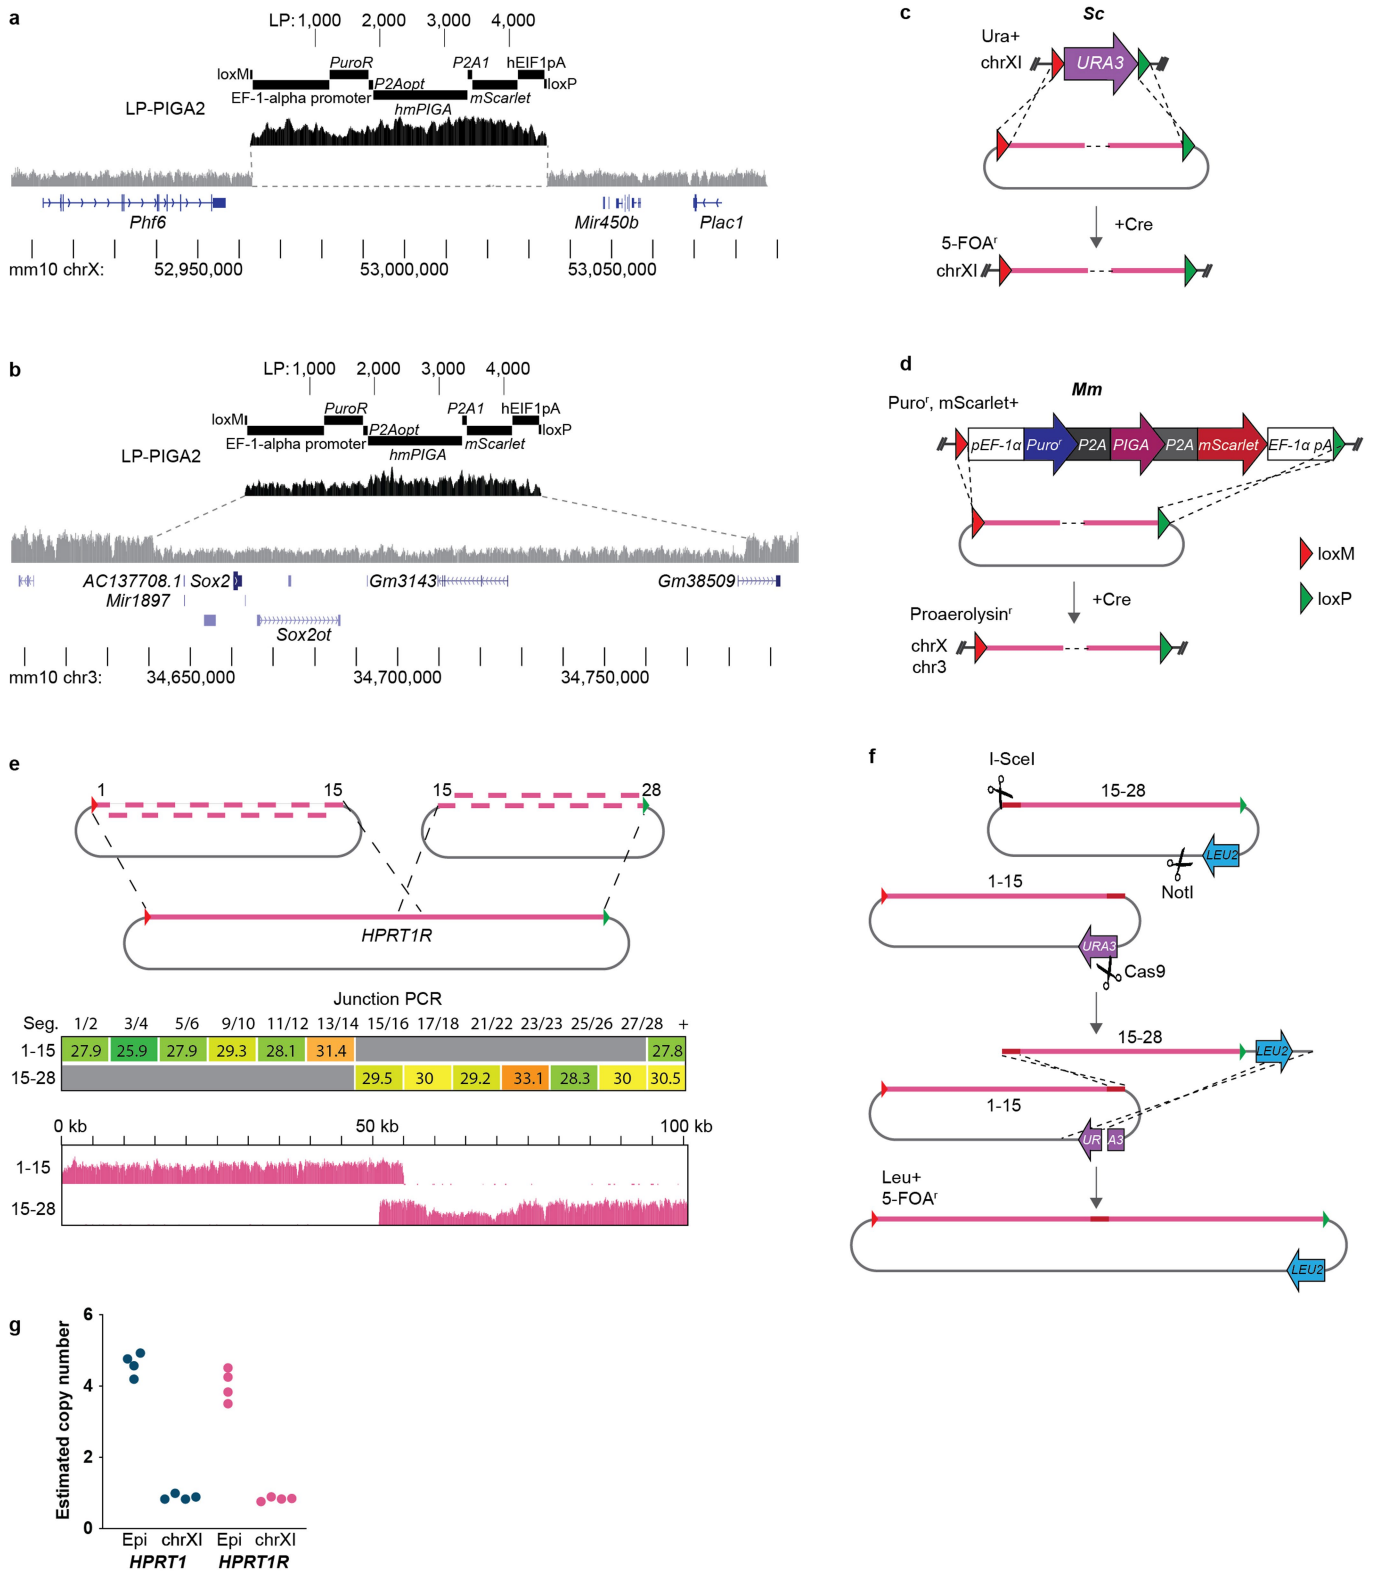 a
LP: 1,000 2,000 3,000 4,000
PuroR P2A1 hEIF1pA
loxM P2Aopt loxP
EF-1-alpha promoter mScarlet
LP-PIGA2 hmPIGA
Phf6 Mir450b Plac1
mm10 chrX: 52,950,000 53,000,000 53,050,000
b
LP: 1,000 2,000 3,000 4,000
PuroR P2A1 hEIF1pA
loxM P2Aopt loxP
EF-1-alpha promoter mScarlet
LP-PIGA2 hmPIGA
AC137708.1 Sox2 Gm3143 Gm38509
Mir1897
Sox2ot
mm10 chr3: 34,650,000 34,700,000 34,750,000
c
Sc
Ura+
chrXI URA3
+Cre
5-FOAʳ
chrXI
d
Mm
Puroʳ, mScarlet+
pEF-1α Puroʳ P2A PIGA P2A mScarlet EF-1α pA
loxM
loxP
+Cre
Proaerolysinʳ
chrX
chr3
e
1 15 15 28
HPRT1R
Junction PCR
Seg. 1/2 3/4 5/6 9/10 11/12 13/14 15/16 17/18 21/22 23/23 25/26 27/28 +
1-15 27.9 25.9 27.9 29.3 28.1 31.4 27.8
15-28 29.5 30 29.2 33.1 28.3 30 30.5
0 kb 50 kb 100 kb
1-15
15-28
f
I-SceI
15-28
LEU2
NotI
1-15
URA3
Cas9
15-28
LEU2
1-15
UR A3
Leu+
5-FOAʳ
LEU2
g
Estimated copy number
6
4
2
0
Epi chrXI Epi chrXI
HPRT1 HPRT1R